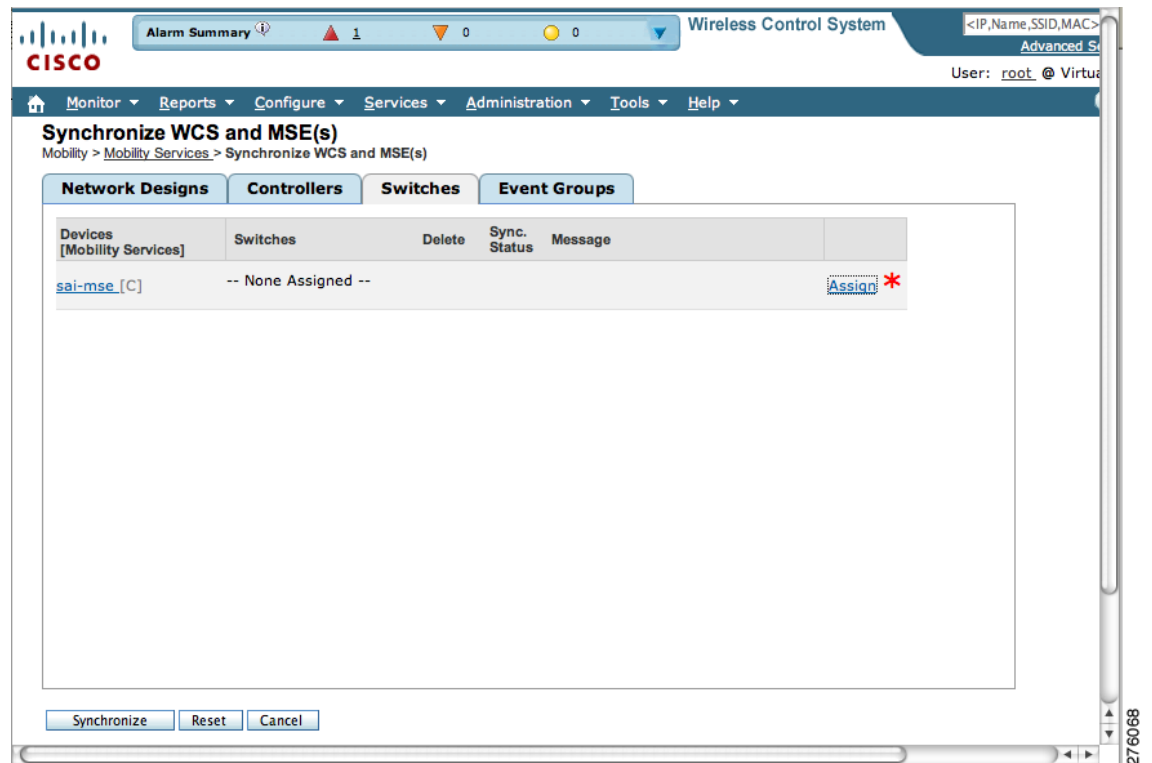 Alarm Summary 1 0 0
Wireless Control System
<IP,Name,SSID,MAC>
CISCO
Advanced
User: root @
Monitor Reports Configure Services Administration Tools Help
Synchronize WCS and MSE(s)
Mobility > Mobility Services > Synchronize WCS and MSE(s)
Network Designs Controllers Switches Event Groups
Devices
[Mobility Services] Switches Delete Sync.
Status Message
sai-mse [C] -- None Assigned -- Assign *
Synchronize Reset Cancel
276068